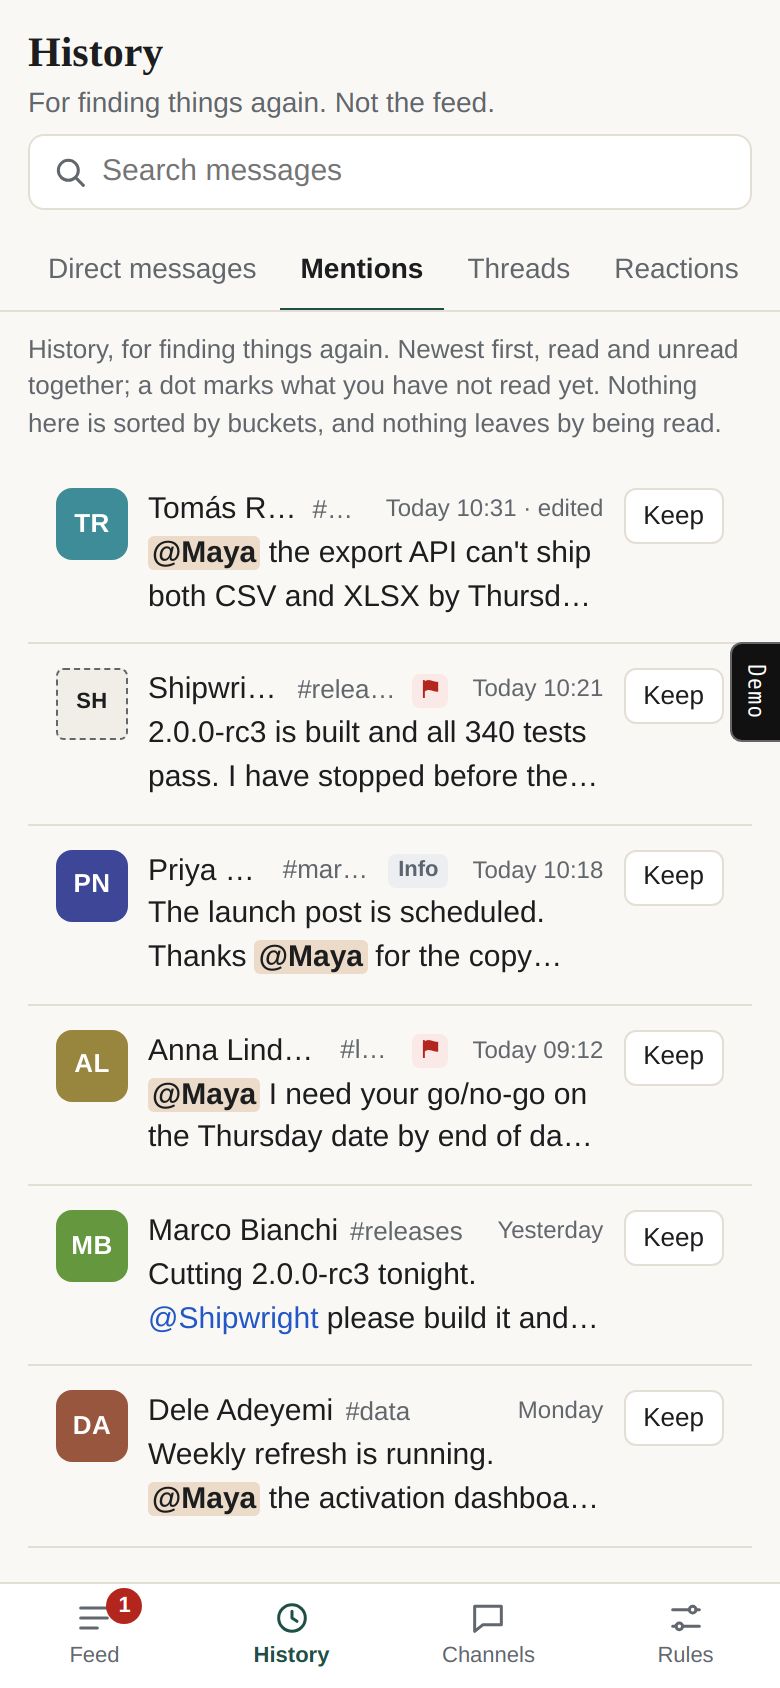 History
For finding things again. Not the feed.
Search messages
Direct messages Mentions Threads Reactions
History, for finding things again. Newest first, read and unread
together; a dot marks what you have not read yet. Nothing
here is sorted by buckets, and nothing leaves by being read.
TR Tomás R… #… Today 10:31 · edited Keep
@Maya the export API can't ship
both CSV and XLSX by Thursd…
Demo
SH Shipwri… #relea… Today 10:21 Keep
2.0.0-rc3 is built and all 340 tests
pass. I have stopped before the…
PN Priya … #mar… Info Today 10:18 Keep
The launch post is scheduled.
Thanks @Maya for the copy…
AL Anna Lind… #l… Today 09:12 Keep
@Maya I need your go/no-go on
the Thursday date by end of da…
MB Marco Bianchi #releases Yesterday Keep
Cutting 2.0.0-rc3 tonight.
@Shipwright please build it and…
DA Dele Adeyemi #data Monday Keep
Weekly refresh is running.
@Maya the activation dashboa…
1
Feed History Channels Rules